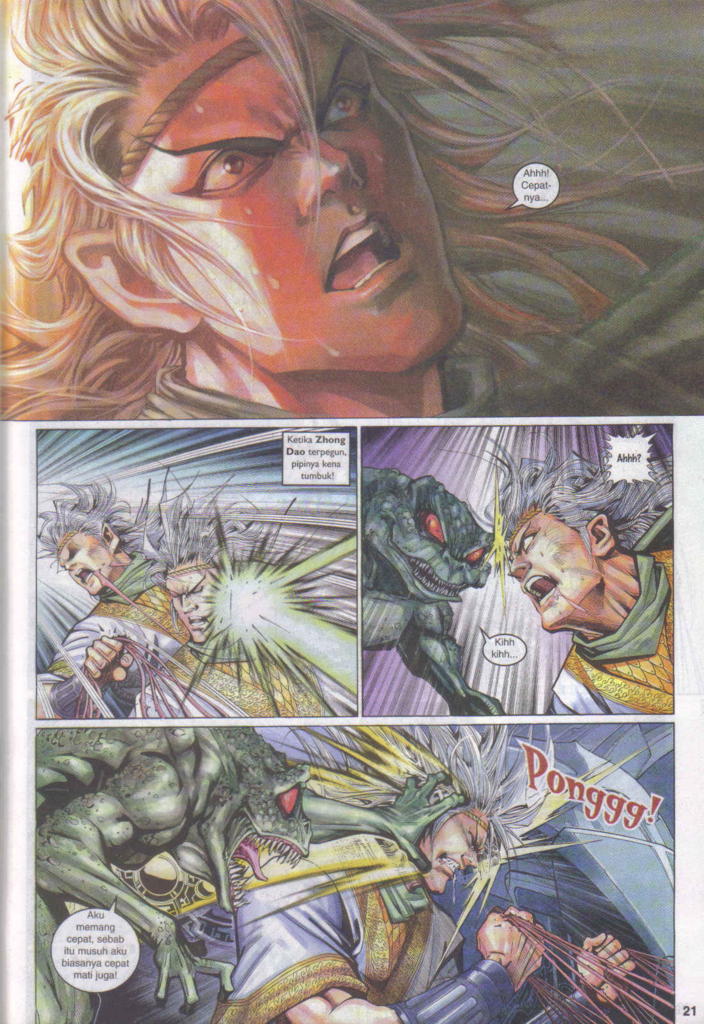 Ahhh!
Cepat-
nya...
Ketika Zhong
Dao terpegun,
pipinya kena
tumbuk!
Ahhh?
Kihh
kihh...
Ponggg!
Aku
memang
cepat, sebab
itu musuh aku
biasanya cepat
mati juga!
21